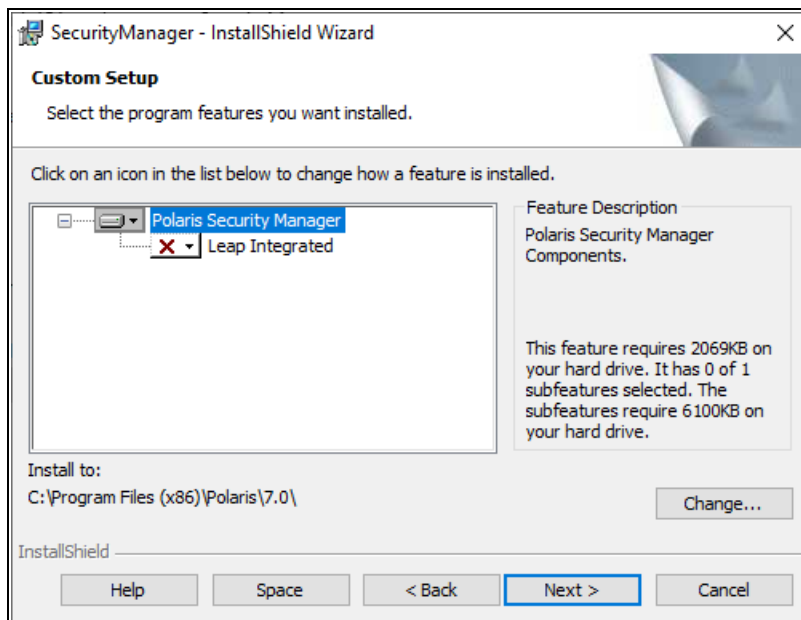 SecurityManager - InstallShield Wizard
Custom Setup
Select the program features you want installed.
Click on an icon in the list below to change how a feature is installed.
Polaris Security Manager
Leap Integrated
Feature Description
Polaris Security Manager
Components.
This feature requires 2069KB on
your hard drive. It has 0 of 1
subfeatures selected. The
subfeatures require 6100KB on
your hard drive.
Install to:
C:\Program Files (x86)\Polaris\7.0\
Change...
InstallShield
Help
Space
< Back
Next >
Cancel